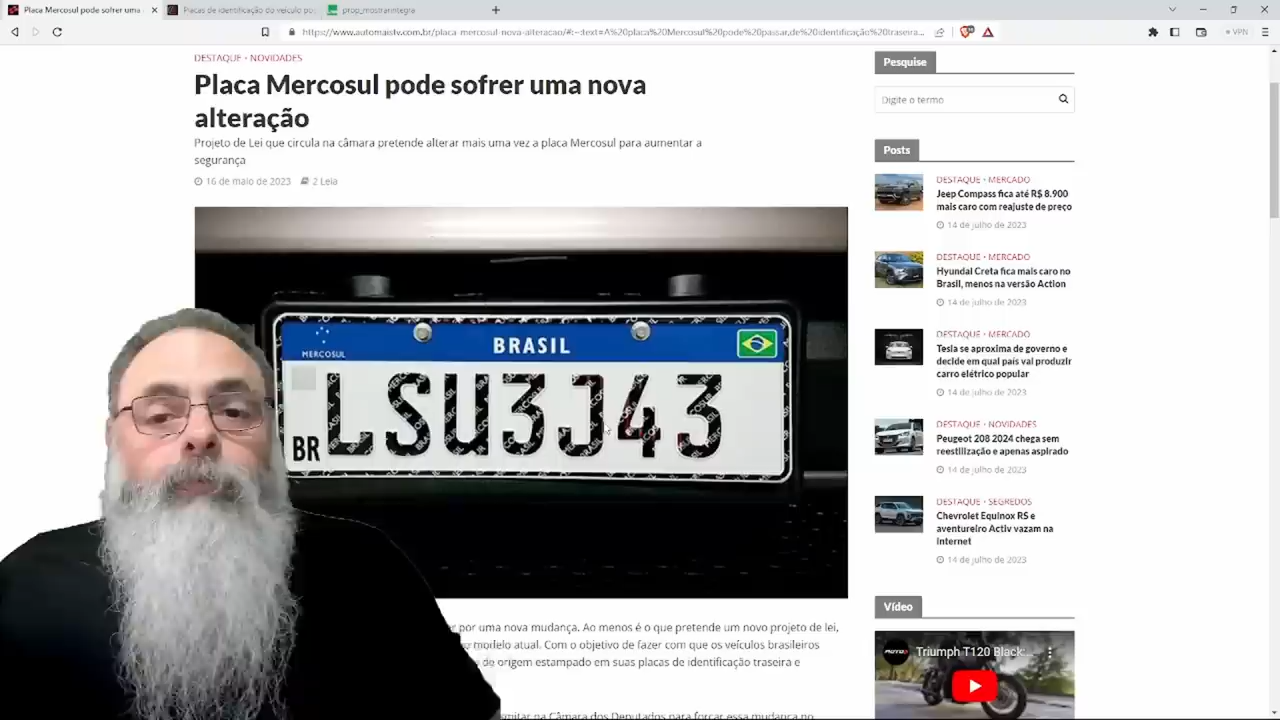 Placa Mercosul pode sofrer uma
Placas de identificação do veículo po
prop_mostrarintegra
https://www.automaistv.com.br/placa-mercosul-nova-alteracao/#:~:text=A%20placa%20Mercosul%20pode%20passar,de%20identificação%20traseira...
VPN
DESTAQUE • NOVIDADES
Placa Mercosul pode sofrer uma nova
alteração
Projeto de Lei que circula na câmara pretende alterar mais uma vez a placa Mercosul para aumentar a
segurança
16 de maio de 2023
2 Leia
MERCOSUL
BRASIL
BR
LSU3J43
por uma nova mudança. Ao menos é o que pretende um novo projeto de lei,
modelo atual. Com o objetivo de fazer com que os veículos brasileiros
de origem estampado em suas placas de identificação traseira e
na Câmara dos Deputados para forçar essa mudança no
Pesquise
Digite o termo
Posts
DESTAQUE • MERCADO
Jeep Compass fica até R$ 8.900
mais caro com reajuste de preço
14 de julho de 2023
DESTAQUE • MERCADO
Hyundai Creta fica mais caro no
Brasil, menos na versão Action
14 de julho de 2023
DESTAQUE • MERCADO
Tesla se aproxima de governo e
decide em qual país vai produzir
carro elétrico popular
14 de julho de 2023
DESTAQUE • NOVIDADES
Peugeot 208 2024 chega sem
reestilização e apenas aspirado
14 de julho de 2023
DESTAQUE • SEGREDOS
Chevrolet Equinox RS e
aventureiro Activ vazam na
internet
14 de julho de 2023
Vídeo
Triumph T120 Black:...